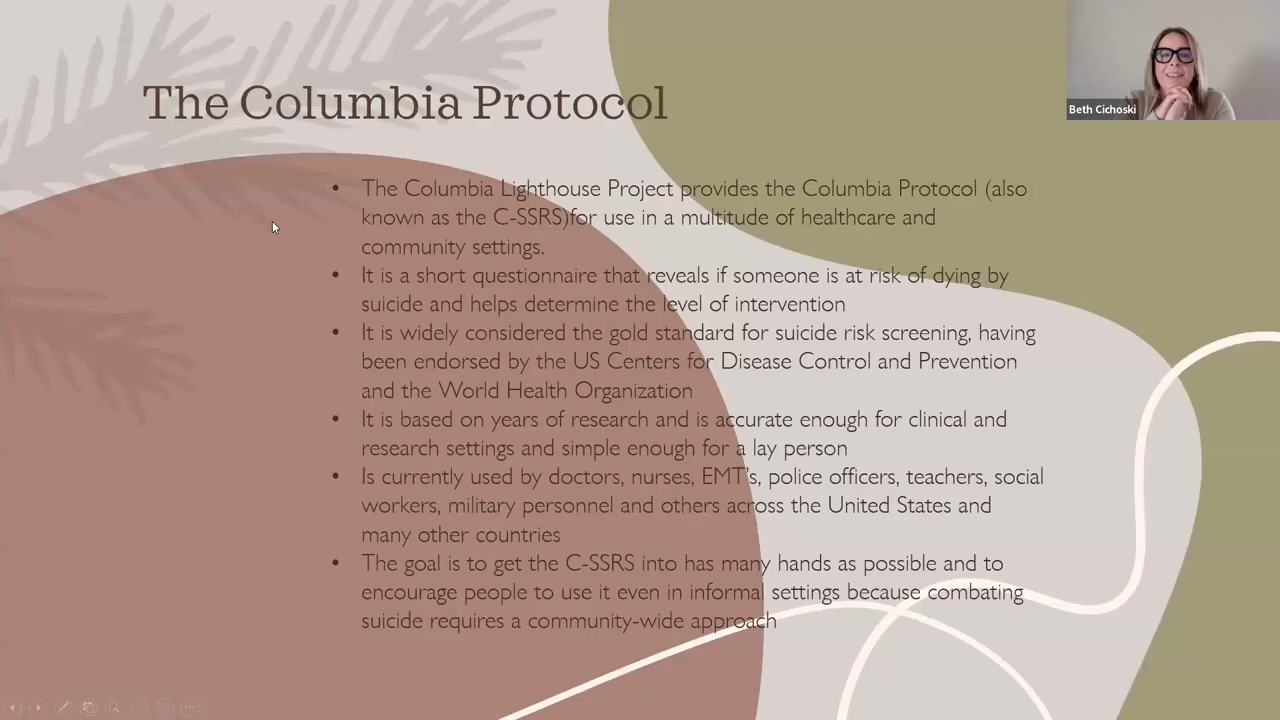 The Columbia Protocol
Beth Cichoski
• The Columbia Lighthouse Project provides the Columbia Protocol (also
known as the C-SSRS)for use in a multitude of healthcare and
community settings.
• It is a short questionnaire that reveals if someone is at risk of dying by
suicide and helps determine the level of intervention
• It is widely considered the gold standard for suicide risk screening, having
been endorsed by the US Centers for Disease Control and Prevention
and the World Health Organization
• It is based on years of research and is accurate enough for clinical and
research settings and simple enough for a lay person
• Is currently used by doctors, nurses, EMT's, police officers, teachers, social
workers, military personnel and others across the United States and
many other countries
• The goal is to get the C-SSRS into has many hands as possible and to
encourage people to use it even in informal settings because combating
suicide requires a community-wide approach